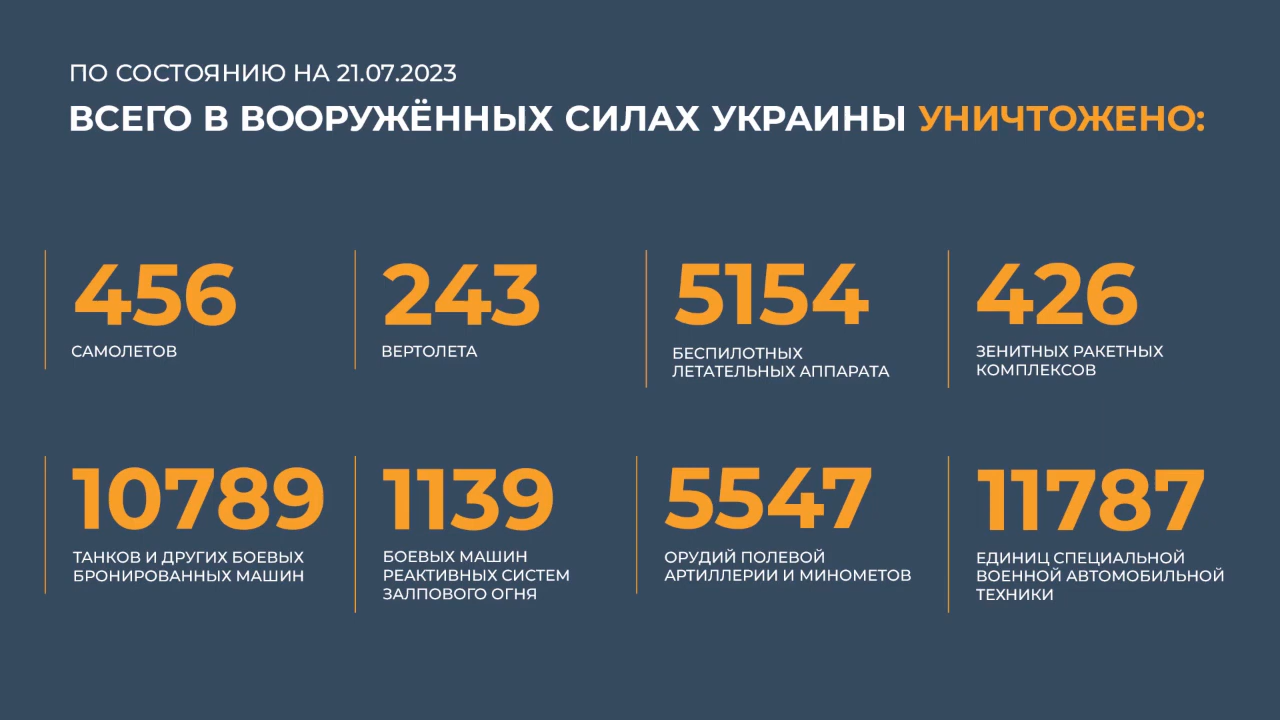 ПО СОСТОЯНИЮ НА 21.07.2023
ВСЕГО В ВООРУЖЁННЫХ СИЛАХ УКРАИНЫ УНИЧТОЖЕНО:
456
САМОЛЕТОВ
243
ВЕРТОЛЕТА
5154
БЕСПИЛОТНЫХ
ЛЕТАТЕЛЬНЫХ АППАРАТА
426
ЗЕНИТНЫХ РАКЕТНЫХ
КОМПЛЕКСОВ
10789
ТАНКОВ И ДРУГИХ БОЕВЫХ
БРОНИРОВАННЫХ МАШИН
1139
БОЕВЫХ МАШИН
РЕАКТИВНЫХ СИСТЕМ
ЗАЛПОВОГО ОГНЯ
5547
ОРУДИЙ ПОЛЕВОЙ
АРТИЛЛЕРИИ И МИНОМЕТОВ
11787
ЕДИНИЦ СПЕЦИАЛЬНОЙ
ВОЕННОЙ АВТОМОБИЛЬНОЙ
ТЕХНИКИ